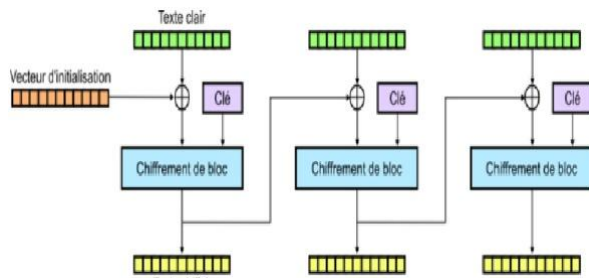 Texte clair
Vecteur d'initialisation
Clé
Clé
Clé
Chiffrement de bloc
Chiffrement de bloc
Chiffrement de bloc